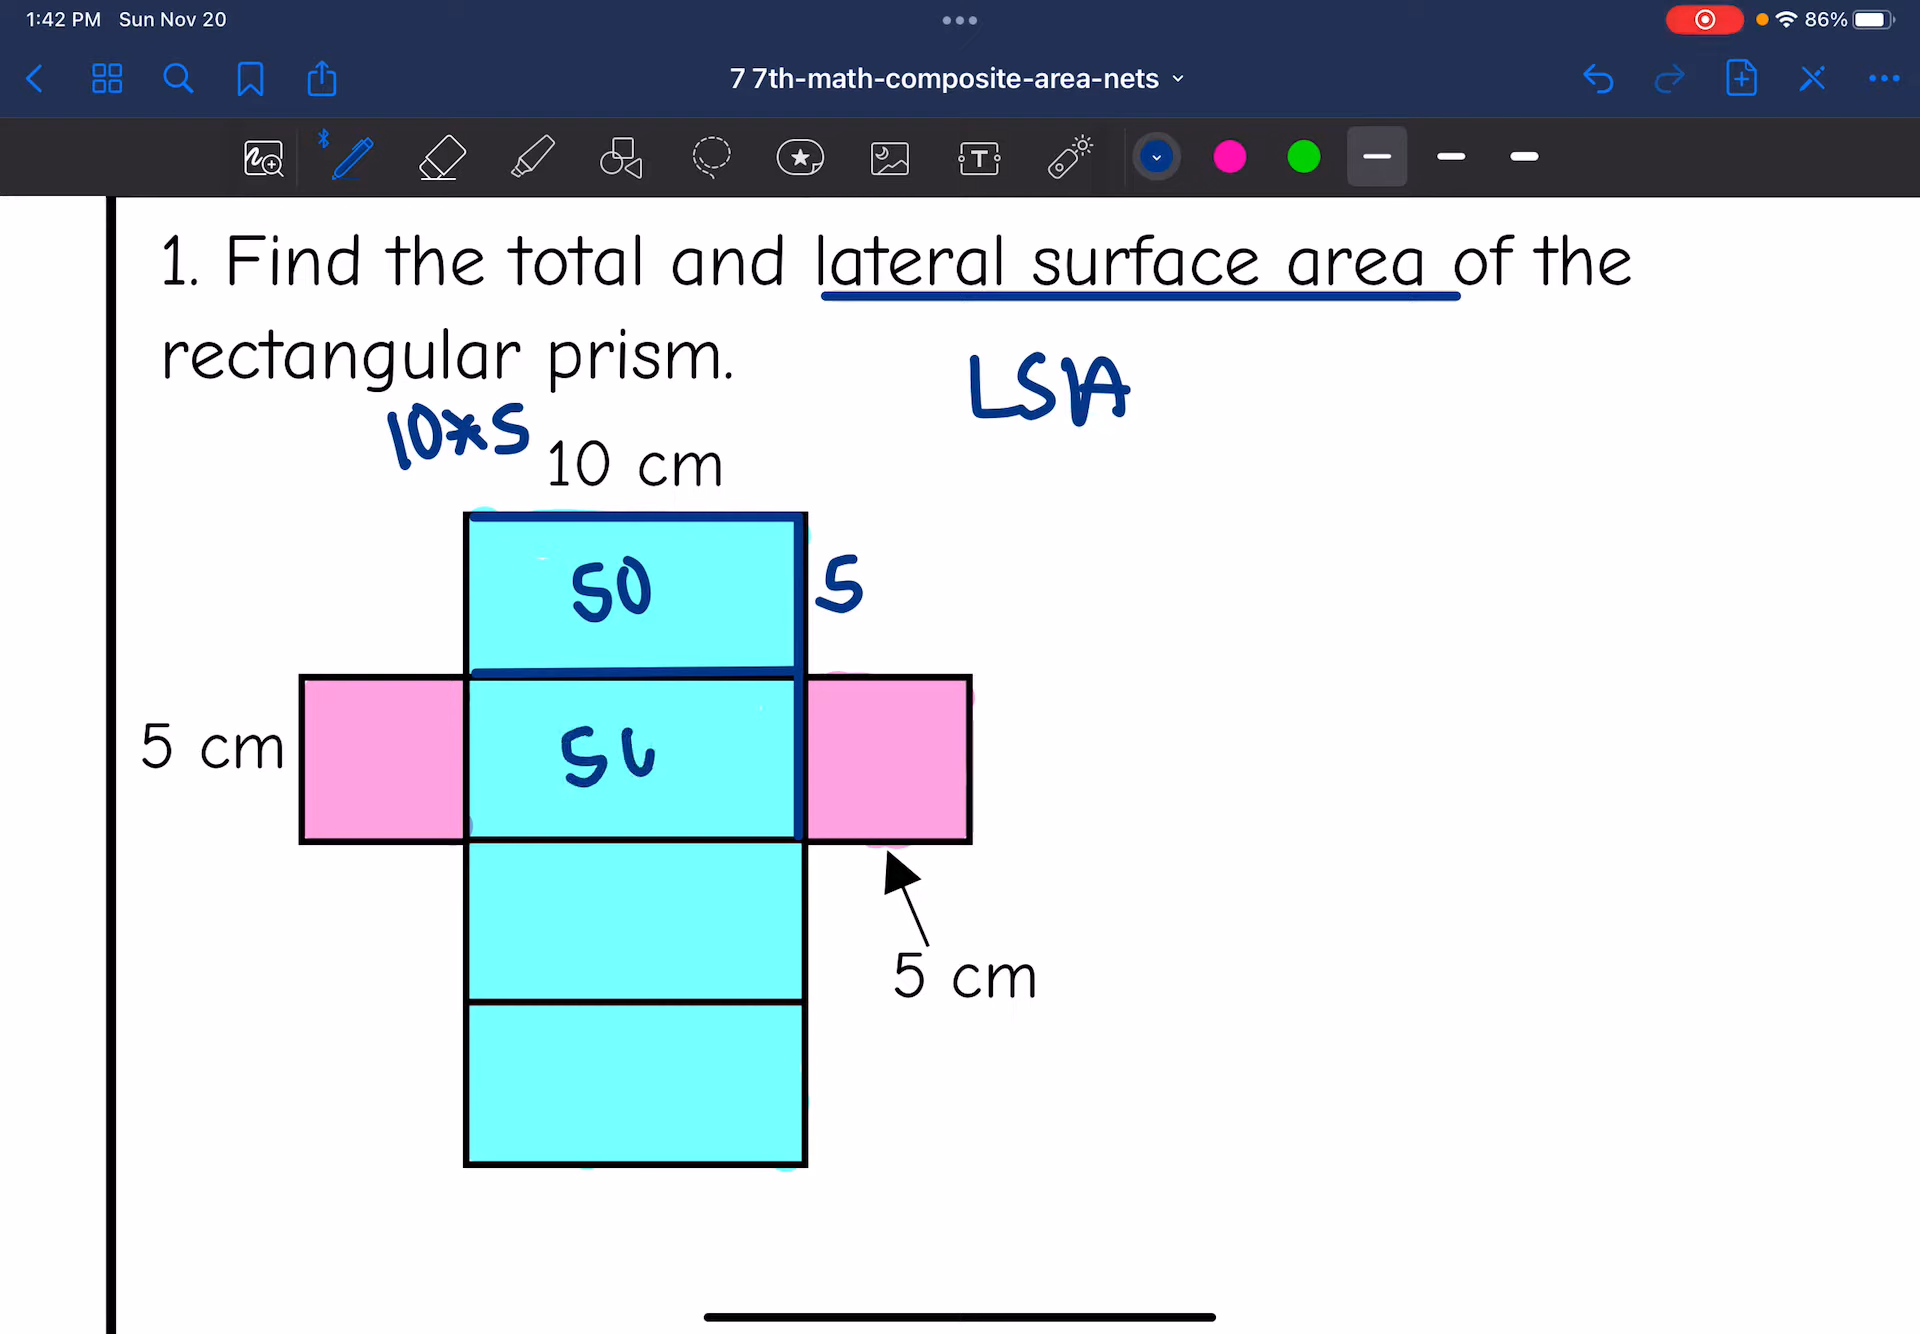 1:42 PM Sun Nov 20
86%
7 7th-math-composite-area-nets
T
1. Find the total and lateral surface area of the
rectangular prism.
LSA
10*5
10 cm
50
5
5 cm
50
5 cm